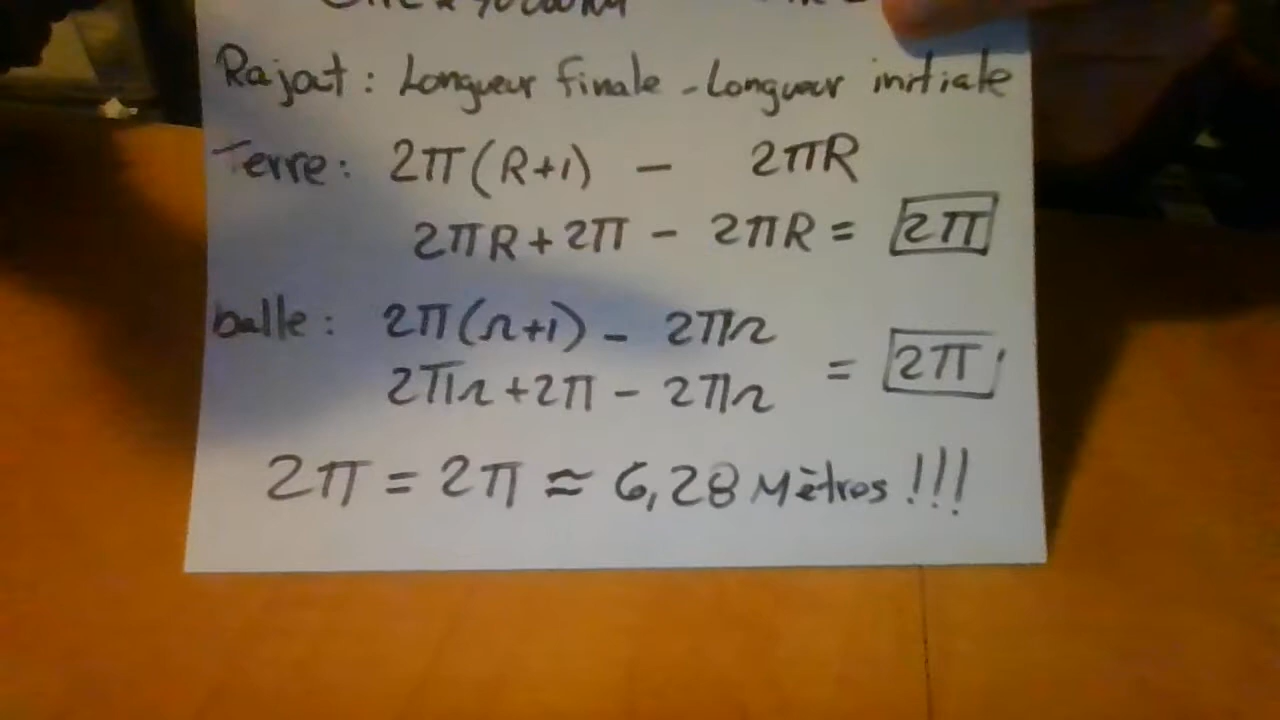 Rajout : Longueur finale - Longueur initiale
Terre : 2π(R+1) - 2πR
2πR + 2π - 2πR = 2π
balle : 2π(r+1) - 2πr
2πr + 2π - 2πr = 2π
2π = 2π ≈ 6,28 Mètres !!!